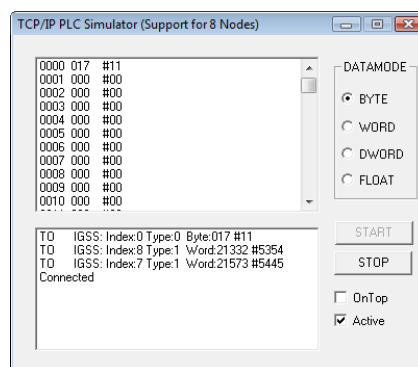 TCP/IP PLC Simulator (Support for 8 Nodes)
0000 017 #11
0001 000 #00
0002 000 #00
0003 000 #00
0004 000 #00
0005 000 #00
0006 000 #00
0007 000 #00
0008 000 #00
0009 000 #00
0010 000 #00
DATAMODE
BYTE
WORD
DWORD
FLOAT
TO IGSS: Index:0 Type:0 Byte:017 #11
TO IGSS: Index:8 Type:1 Word:21332 #5354
TO IGSS: Index:7 Type:1 Word:21573 #5445
Connected
START
STOP
OnTop
Active